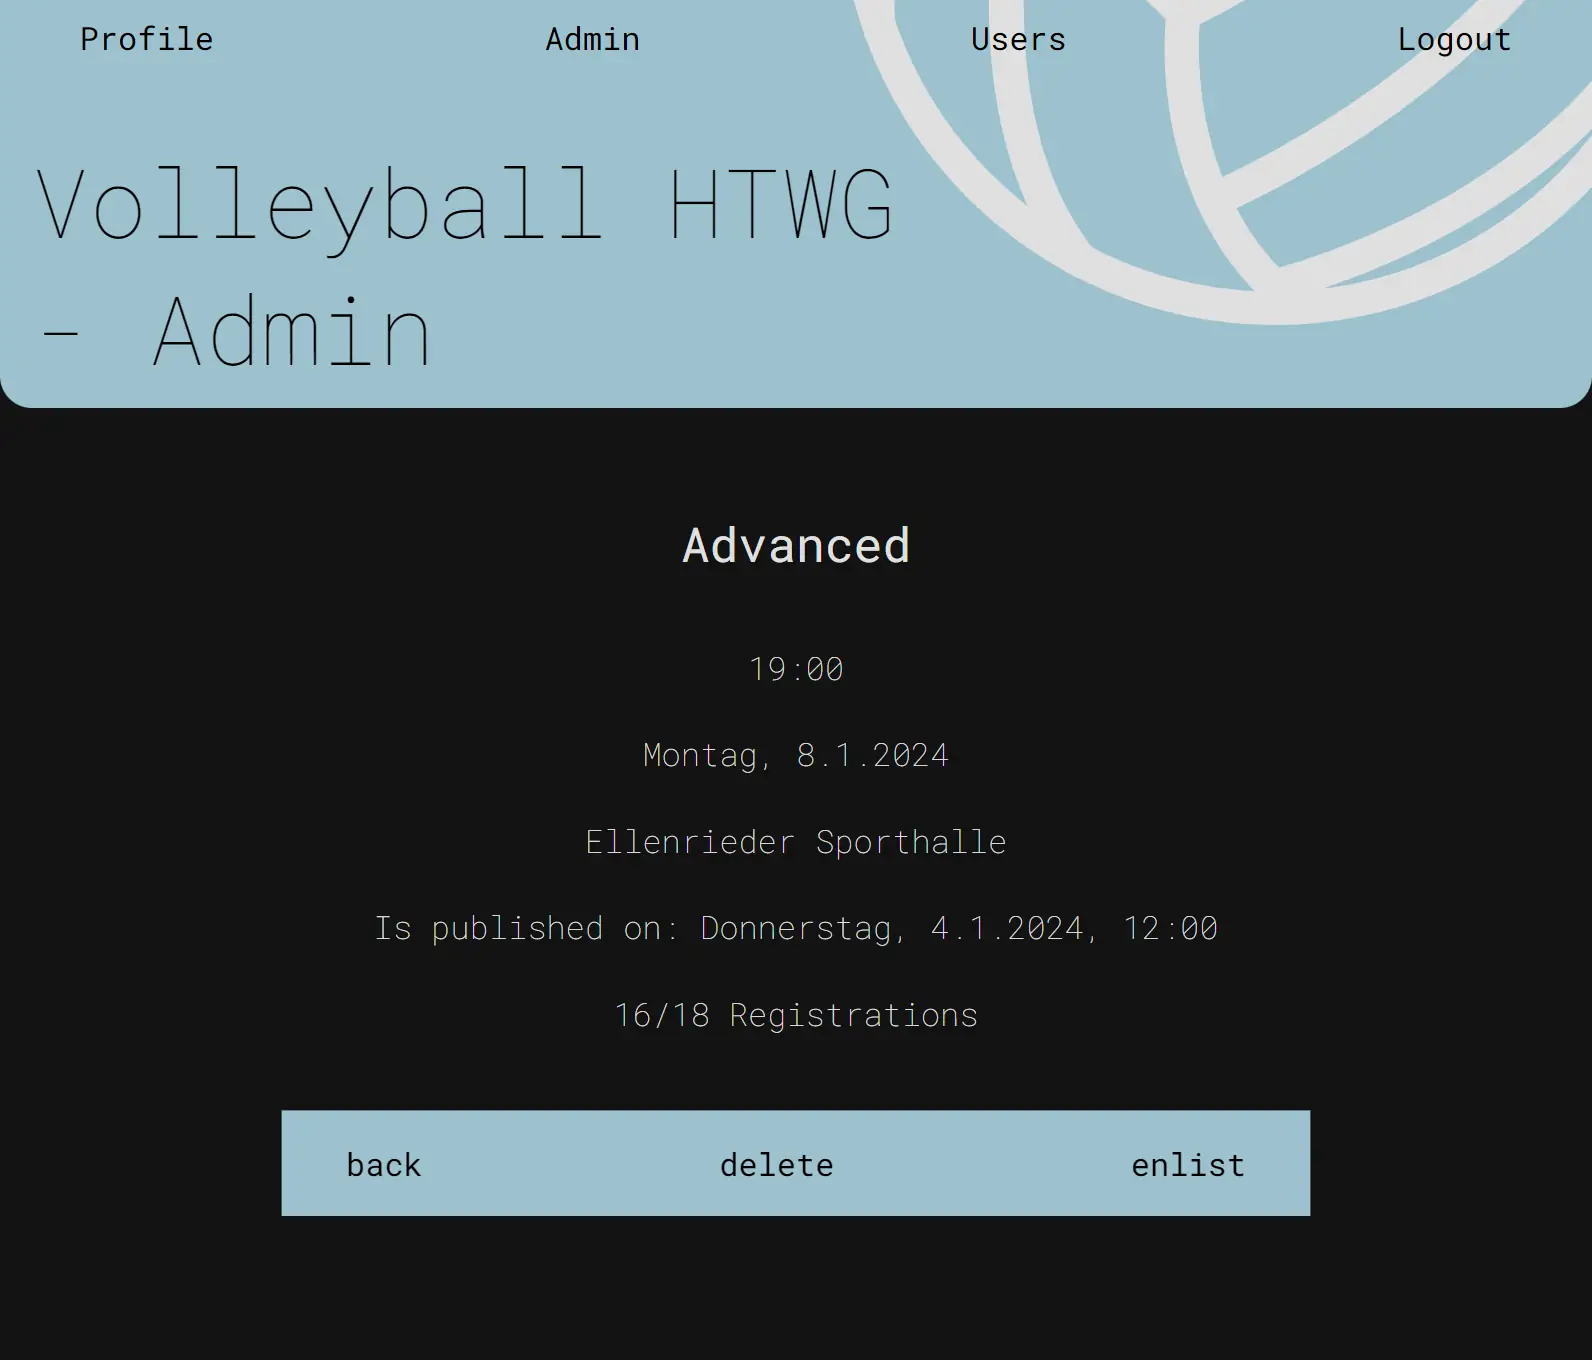 Profile Admin Users Logout
Volleyball HTWG
- Admin
Advanced
19:00
Montag, 8.1.2024
Ellenrieder Sporthalle
Is published on: Donnerstag, 4.1.2024, 12:00
16/18 Registrations
back delete enlist